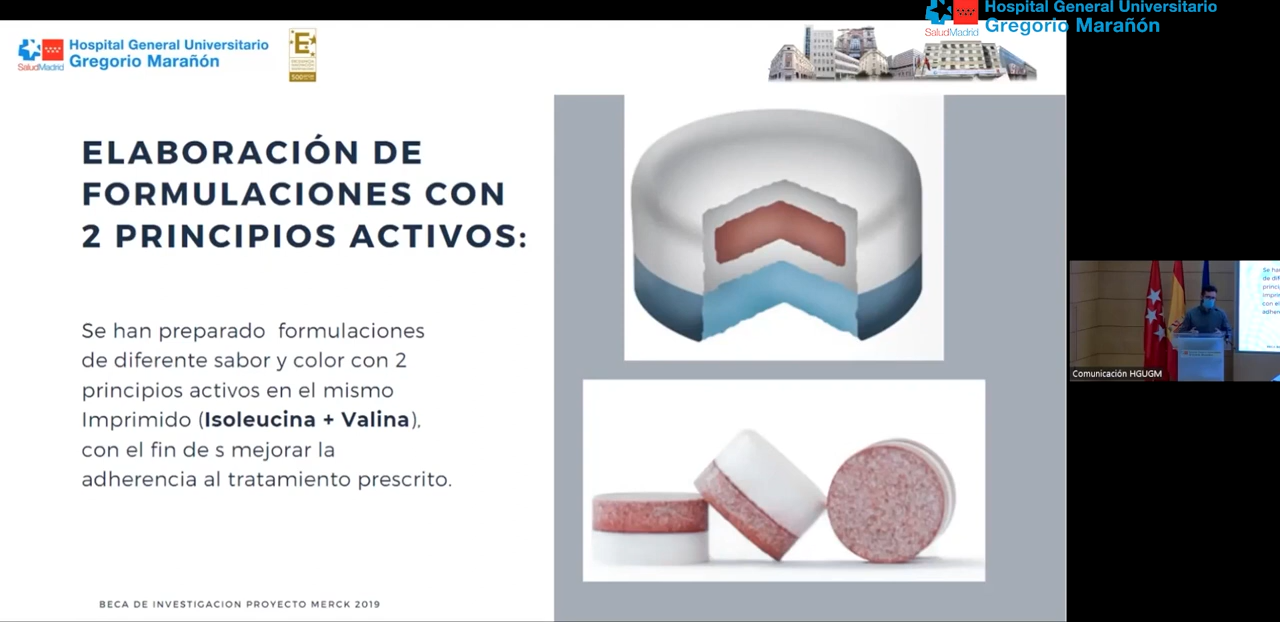 Hospital General Universitario
Gregorio Marañón
SaludMadrid
Hospital General Universitario
Gregorio Marañón
SaludMadrid
E
500
ELABORACIÓN DE
FORMULACIONES CON
2 PRINCIPIOS ACTIVOS:
Se han preparado formulaciones
de diferente sabor y color con 2
principios activos en el mismo
Imprimido (Isoleucina + Valina),
con el fin de s mejorar la
adherencia al tratamiento prescrito.
BECA DE INVESTIGACION PROYECTO MERCK 2019
Comunicación HGUGM